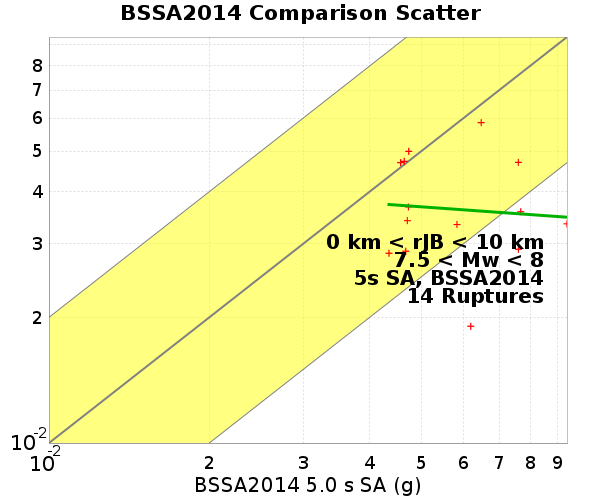 BSSA2014 Comparison Scatter
8
7
6
5
4
3
2
10-2
0 km < rJB < 10 km
7.5 < Mw < 8
5s SA, BSSA2014
14 Ruptures
10-2 2 3 4 5 6 7 8 9
BSSA2014 5.0 s SA (g)